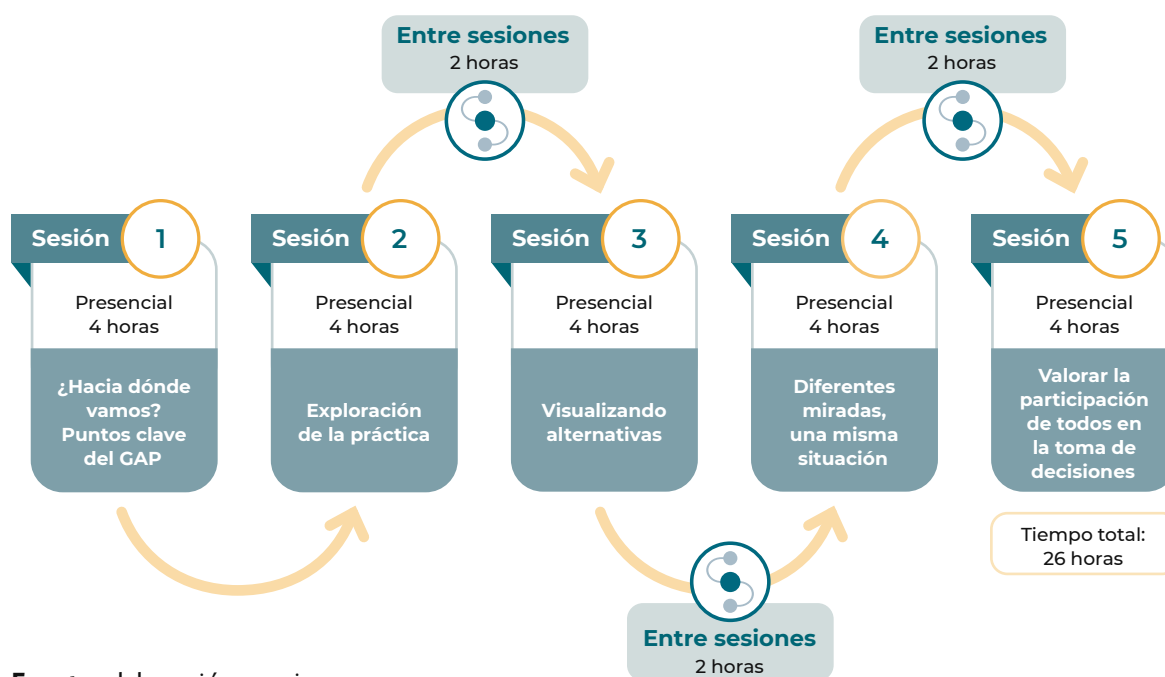 Entre sesiones
2 horas
Entre sesiones
2 horas
Sesión 1
Presencial
4 horas
¿Hacia dónde
vamos?
Puntos clave
del GAP
Sesión 2
Presencial
4 horas
Exploración
de la práctica
Sesión 3
Presencial
4 horas
Visualizando
alternativas
Sesión 4
Presencial
4 horas
Diferentes
miradas,
una misma
situación
Sesión 5
Presencial
4 horas
Valorar la
participación
de todos en
la toma de
decisiones
Tiempo total:
26 horas
Entre sesiones
2 horas